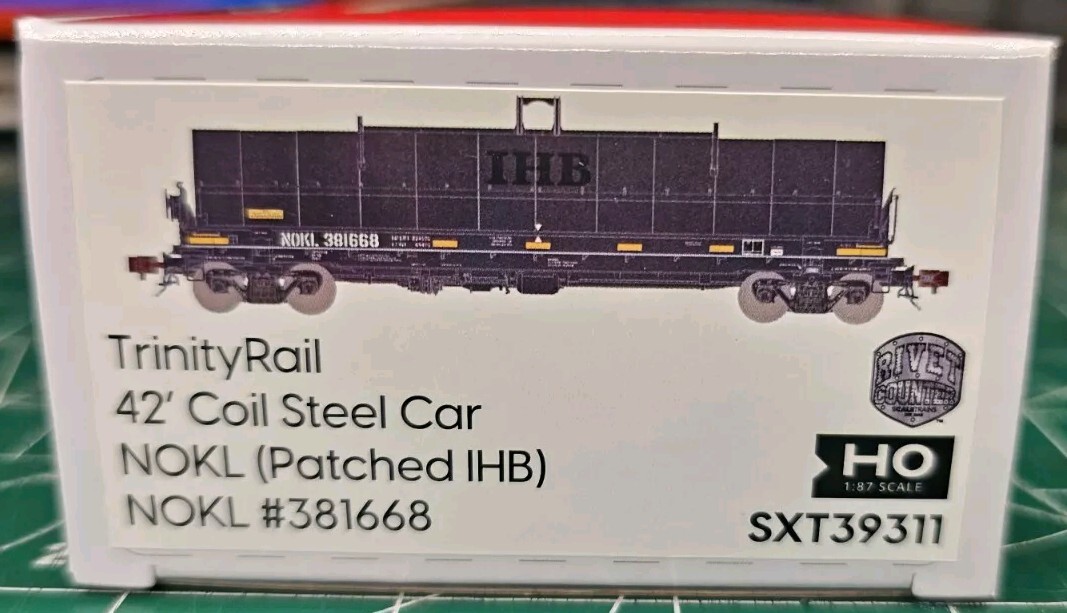 IHB
NOKL 381668
TrinityRail
42' Coil Steel Car
NOKL (Patched IHB)
NOKL #381668
RIVET
COUNTER
SCALETRAINS
HO
1:87 SCALE
SXT39311